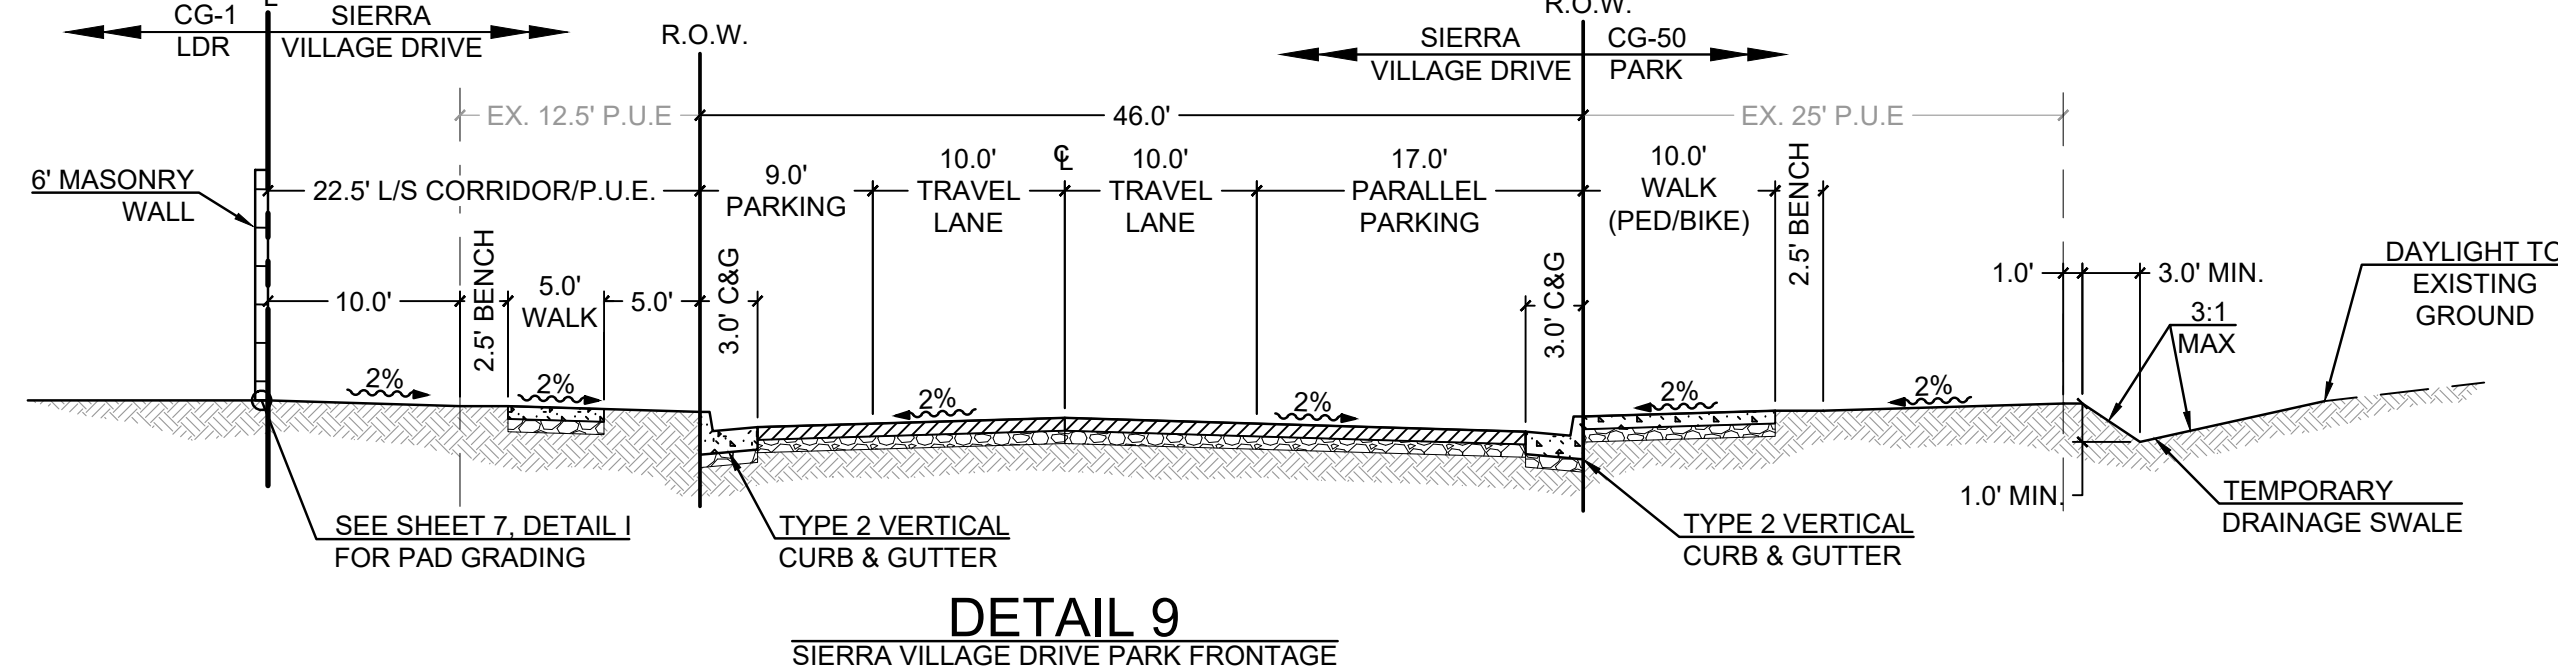 L
CG-1
LDR
SIERRA
VILLAGE DRIVE
R.O.W.
R.O.W.
SIERRA
VILLAGE DRIVE
CG-50
PARK
EX. 12.5' P.U.E
46.0'
EX. 25' P.U.E
6' MASONRY
WALL
22.5' L/S CORRIDOR/P.U.E.
9.0'
PARKING
10.0'
TRAVEL
LANE
℄
10.0'
TRAVEL
LANE
17.0'
PARALLEL
PARKING
10.0'
WALK
(PED/BIKE)
2.5' BENCH
10.0'
2.5' BENCH
5.0'
WALK
5.0'
3.0' C&G
3.0' C&G
1.0'
3.0' MIN.
3:1
MAX
DAYLIGHT TO
EXISTING
GROUND
2%
2%
2%
2%
2%
2%
1.0' MIN.
SEE SHEET 7, DETAIL I
FOR PAD GRADING
TYPE 2 VERTICAL
CURB & GUTTER
TYPE 2 VERTICAL
CURB & GUTTER
TEMPORARY
DRAINAGE SWALE
DETAIL 9
SIERRA VILLAGE DRIVE PARK FRONTAGE